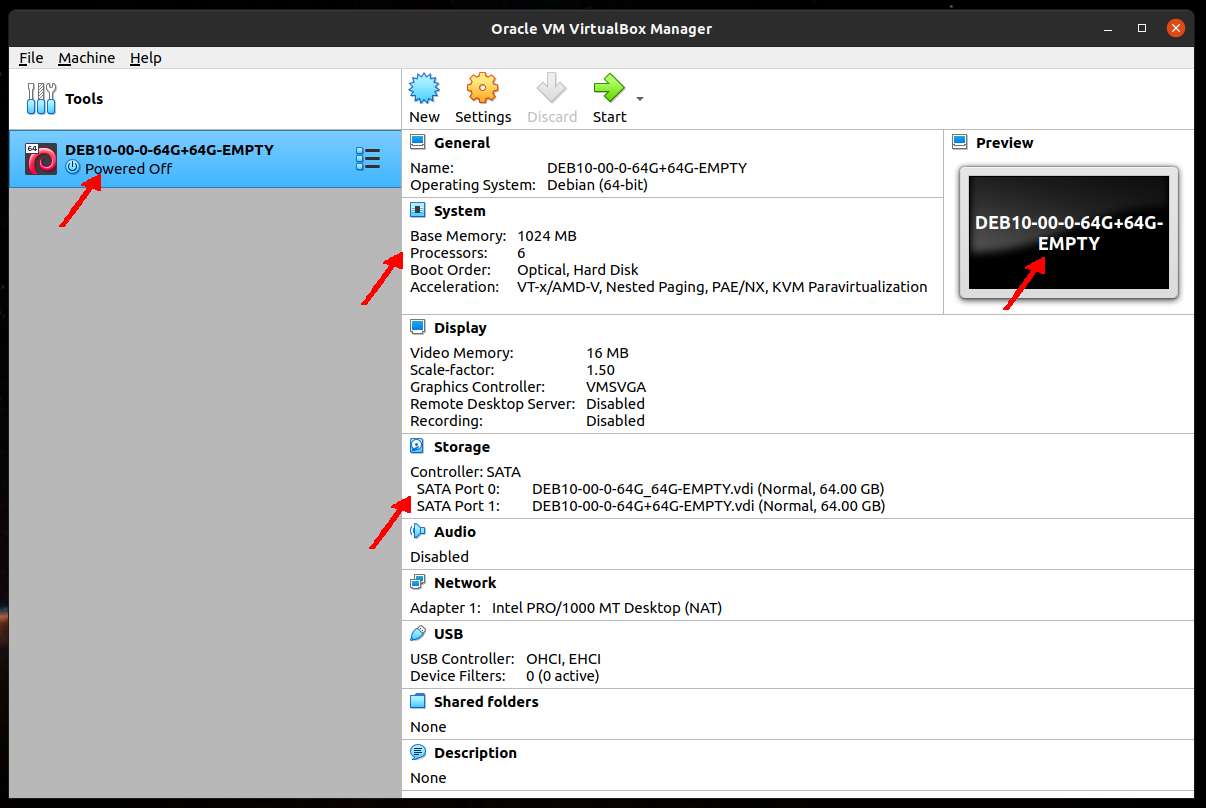 Oracle VM VirtualBox Manager
File Machine Help
Tools
New Settings Discard Start
64
DEB10-00-0-64G+64G-EMPTY
Powered Off
General
Name: DEB10-00-0-64G+64G-EMPTY
Operating System: Debian (64-bit)
System
Base Memory: 1024 MB
Processors: 6
Boot Order: Optical, Hard Disk
Acceleration: VT-x/AMD-V, Nested Paging, PAE/NX, KVM Paravirtualization
Preview
DEB10-00-0-64G+64G-
EMPTY
Display
Video Memory: 16 MB
Scale-factor: 1.50
Graphics Controller: VMSVGA
Remote Desktop Server: Disabled
Recording: Disabled
Storage
Controller: SATA
SATA Port 0: DEB10-00-0-64G_64G-EMPTY.vdi (Normal, 64.00 GB)
SATA Port 1: DEB10-00-0-64G+64G-EMPTY.vdi (Normal, 64.00 GB)
Audio
Disabled
Network
Adapter 1: Intel PRO/1000 MT Desktop (NAT)
USB
USB Controller: OHCI, EHCI
Device Filters: 0 (0 active)
Shared folders
None
Description
None